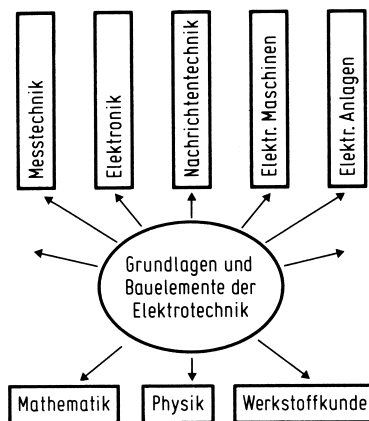 Messtechnik
Elektronik
Nachrichtentechnik
Elektr. Maschinen
Elektr. Anlagen
Grundlagen und
Bauelemente der
Elektrotechnik
Mathematik
Physik
Werkstoffkunde